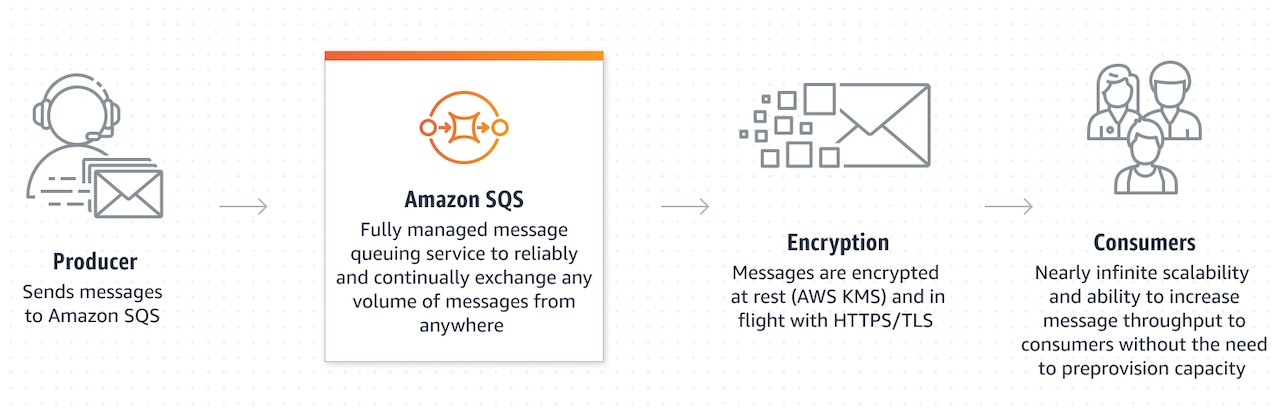 Producer
Sends messages
to Amazon SQS
Amazon SQS
Fully managed message
queuing service to reliably
and continually exchange any
volume of messages from
anywhere
Encryption
Messages are encrypted
at rest (AWS KMS) and in
flight with HTTPS/TLS
Consumers
Nearly infinite scalability
and ability to increase
message throughput to
consumers without the need
to preprovision capacity